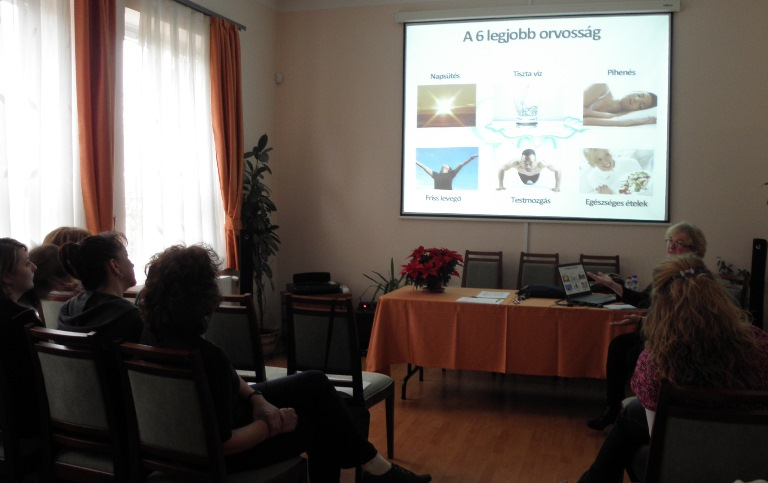 A 6 legjobb orvosság
Napsütés
Tiszta víz
Pihenés
Friss levegő
Testmozgás
Egészséges ételek